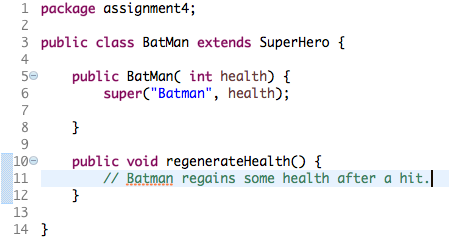 1 package assignment4;
2
3 public class BatMan extends SuperHero {
4
5 public BatMan( int health) {
6 super("Batman", health);
7
8 }
9
10 public void regenerateHealth() {
11 // Batman regains some health after a hit.
12 }
13
14 }